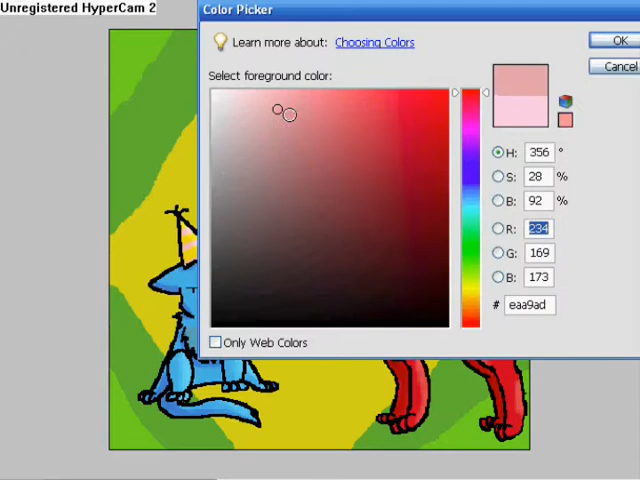 Unregistered HyperCam 2
Color Picker
Learn more about: Choosing Colors
OK
Cancel
Select foreground color:
H: 356 °
S: 28 %
B: 92 %
R: 234
G: 169
B: 173
# eaa9ad
Only Web Colors